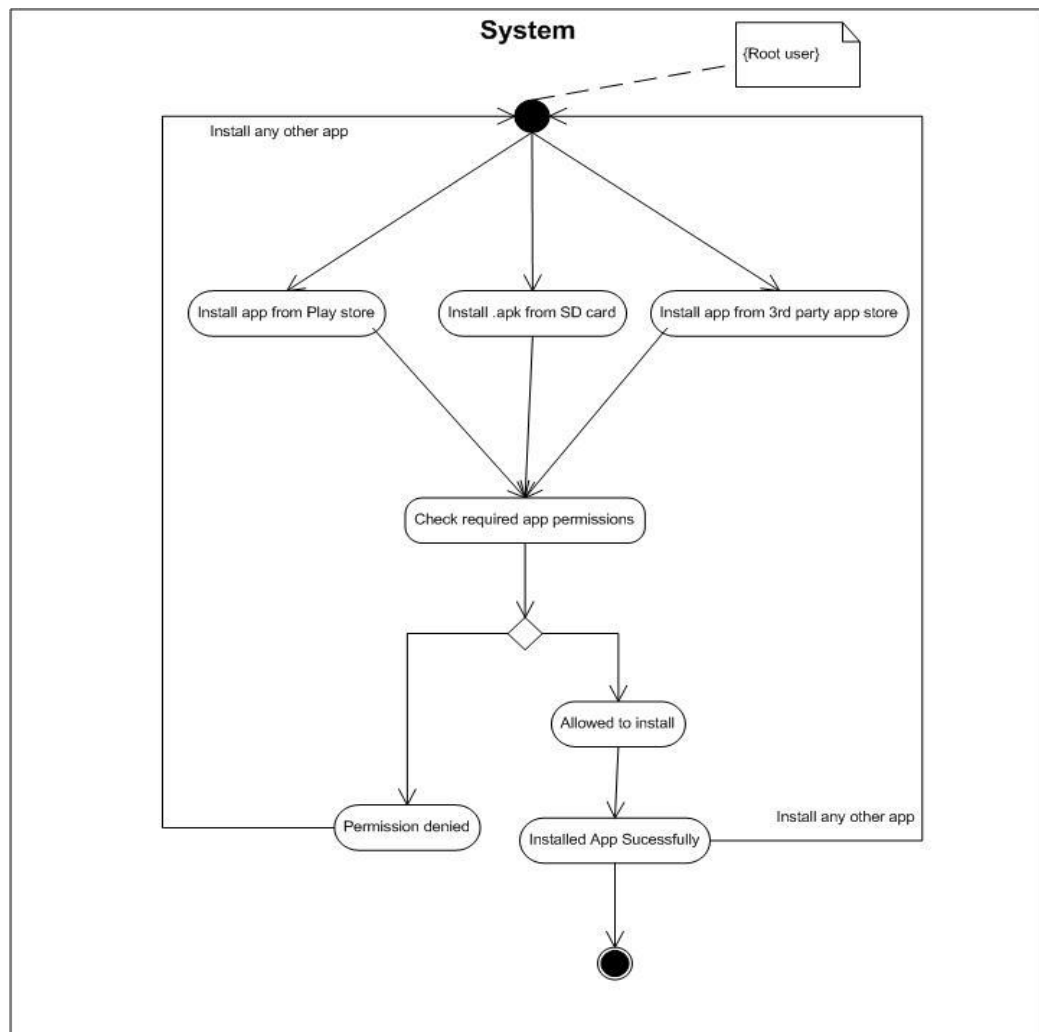 System
{Root user}
Install any other app
Install app from Play store
Install .apk from SD card
Install app from 3rd party app store
Check required app permissions
Allowed to install
Permission denied
Install any other app
Installed App Sucessfully